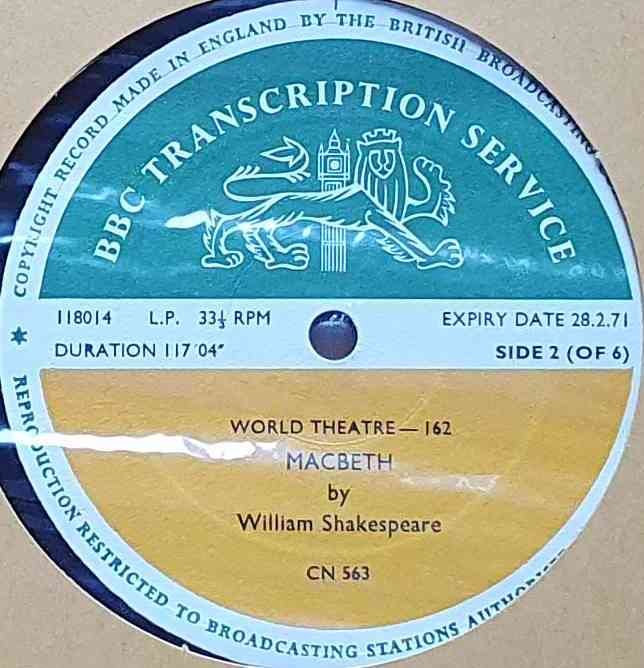 COPYRIGHT RECORD MADE IN ENGLAND BY THE BRITISH BROADCASTING
BBC TRANSCRIPTION SERVICE
118014 L.P. 33⅓ RPM
EXPIRY DATE 28.2.71
DURATION 117'04"
SIDE 2 (OF 6)
WORLD THEATRE — 162
MACBETH
by
William Shakespeare
CN 563
REPRODUCTION RESTRICTED TO BROADCASTING STATIONS